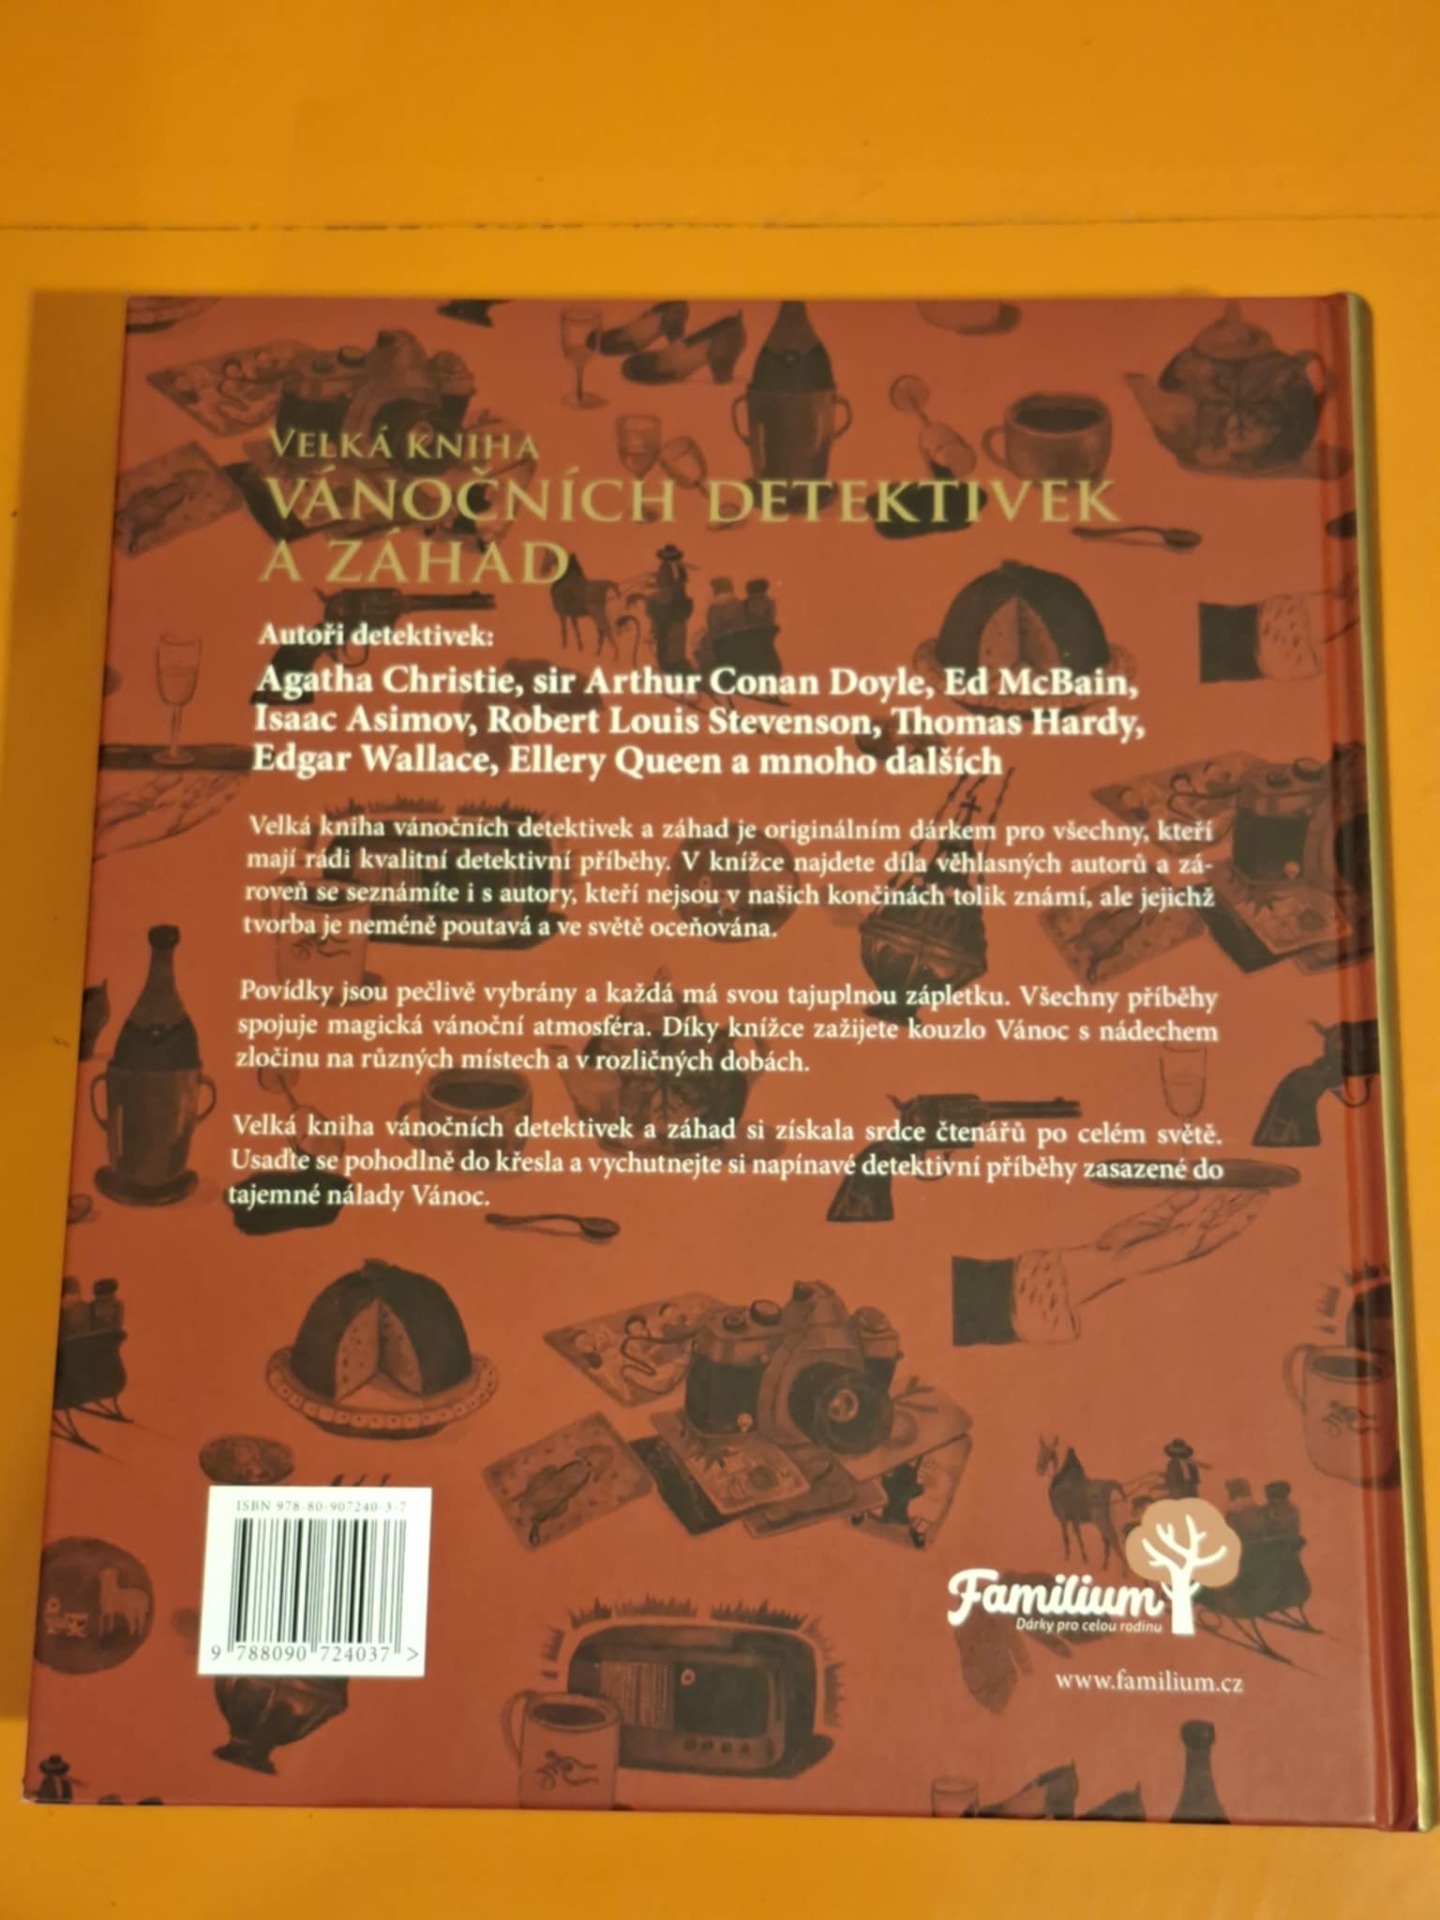 VELKÁ KNIHA
VÁNOČNÍCH DETEKTIVEK
A ZÁHAD
Autoři detektivek:
Agatha Christie, sir Arthur Conan Doyle, Ed McBain,
Isaac Asimov, Robert Louis Stevenson, Thomas Hardy,
Edgar Wallace, Ellery Queen a mnoho dalších
Velká kniha vánočních detektivek a záhad je originálním dárkem pro všechny, kteří
mají rádi kvalitní detektivní příběhy. V knížce najdete díla věhlasných autorů a zá-
roveň se seznámíte i s autory, kteří nejsou v našich končinách tolik známí, ale jejichž
tvorba je neméně poutavá a ve světě oceňována.
Povídky jsou pečlivě vybrány a každá má svou tajuplnou zápletku. Všechny příběhy
spojuje magická vánoční atmosféra. Díky knížce zažijete kouzlo Vánoc s nádechem
zločinu na různých místech a v rozličných dobách.
Velká kniha vánočních detektivek a záhad si získala srdce čtenářů po celém světě.
Usaďte se pohodlně do křesla a vychutnejte si napínavé detektivní příběhy zasazené do
tajemné nálady Vánoc.
ISBN 978-80-907240-3-7
9 788090 724037 >
Familium
Dárky pro celou rodinu
www.familium.cz